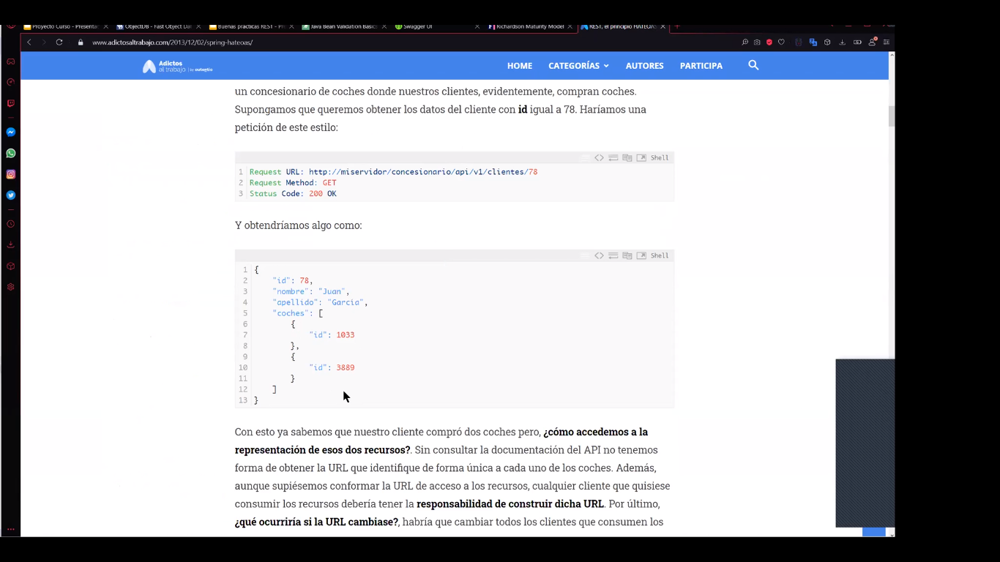 Proyecto Curso - Presentac
ObjectDB - Fast Object Dat
Buenas prácticas REST - Pr
Java Bean Validation Basics
Swagger UI
Richardson Maturity Model
REST, el principio HATEOAS
www.adictosaltrabajo.com/2013/12/02/spring-hateoas/
Adictos
al trabajo | by autentia
HOME CATEGORÍAS AUTORES PARTICIPA
un concesionario de coches donde nuestros clientes, evidentemente, compran coches.
Supongamos que queremos obtener los datos del cliente con id igual a 78. Haríamos una
petición de este estilo:
Shell
1 Request URL: http://miservidor/concesionario/api/v1/clientes/78
2 Request Method: GET
3 Status Code: 200 OK
Y obtendríamos algo como:
Shell
1 {
2 "id": 78,
3 "nombre": "Juan",
4 "apellido": "García",
5 "coches": [
6 {
7 "id": 1033
8 },
9 {
10 "id": 3889
11 }
12 ]
13 }
Con esto ya sabemos que nuestro cliente compró dos coches pero, ¿cómo accedemos a la
representación de esos dos recursos?. Sin consultar la documentación del API no tenemos
forma de obtener la URL que identifique de forma única a cada uno de los coches. Además,
aunque supiésemos conformar la URL de acceso a los recursos, cualquier cliente que quisiese
consumir los recursos debería tener la responsabilidad de construir dicha URL. Por último,
¿qué ocurriría si la URL cambiase?, habría que cambiar todos los clientes que consumen los